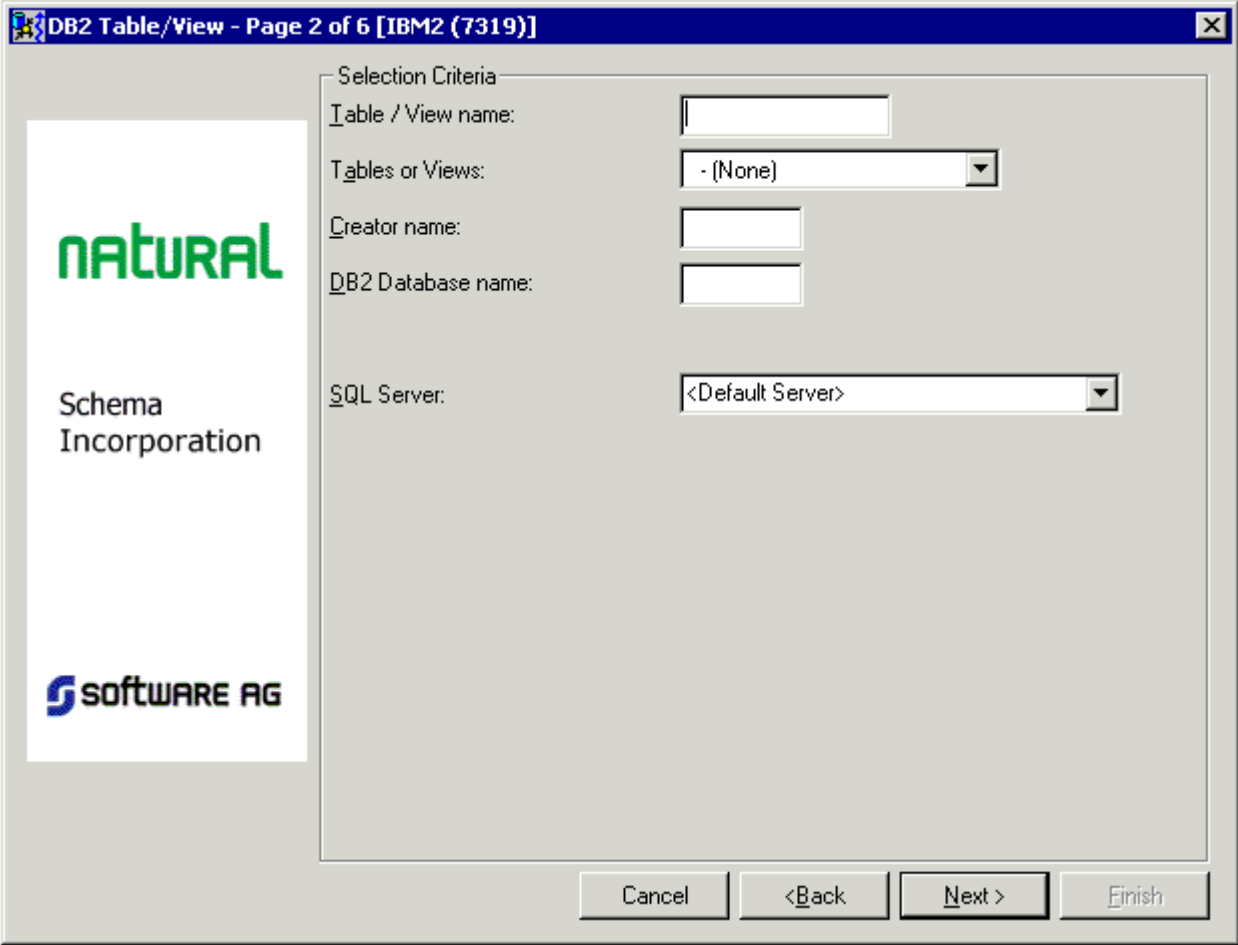 DB2 Table/View - Page 2 of 6 [IBM2 (7319)]
natural
Schema
Incorporation
software AG
Selection Criteria
Table / View name:
Tables or Views:
- (None)
Creator name:
DB2 Database name:
SQL Server:
<Default Server>
Cancel
<Back
Next >
Finish